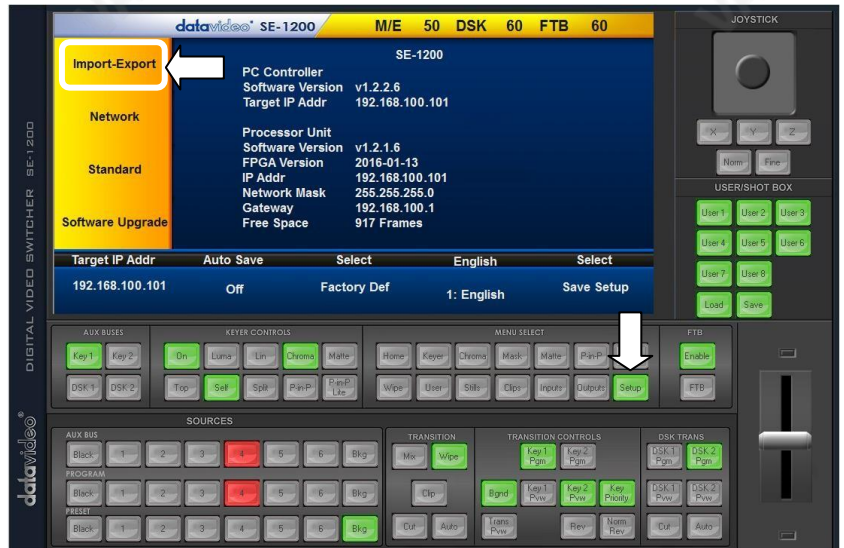 datavideo® SE-1200 M/E 50 DSK 60 FTB 60
Import-Export
Network
Standard
Software Upgrade
SE-1200
PC Controller
Software Version v1.2.2.6
Target IP Addr 192.168.100.101
Processor Unit
Software Version v1.2.1.6
FPGA Version 2016-01-13
IP Addr 192.168.100.101
Network Mask 255.255.255.0
Gateway 192.168.100.1
Free Space 917 Frames
Target IP Addr Auto Save Select English Select
192.168.100.101 Off Factory Def 1: English Save Setup
JOYSTICK
X Y Z
Norm Fine
USER/SHOT BOX
User 1 User 2 User 3
User 4 User 5 User 6
User 7 User 8
Load Save
DIGITAL VIDEO SWITCHER SE-1200
datavideo®
AUX BUSES
Key 1 Key 2
DSK 1 DSK 2
KEYER CONTROLS
On Luma Lin Chroma Matte
Top Self Split P-in-P P-in-P Lite
MENU SELECT
Home Keyer Chroma Mask Matte P-in-P
Wipe User Stills Clips Inputs Outputs Setup
FTB
Enable
FTB
SOURCES
AUX BUS
Black 1 2 3 4 5 6 Bkg
PROGRAM
Black 1 2 3 4 5 6 Bkg
PRESET
Black 1 2 3 4 5 6 Bkg
TRANSITION
Mix Wipe
Clip
Cut Auto
TRANSITION CONTROLS
Key 1 Pgm Key 2 Pgm
Bgnd Key 1 Pvw Key 2 Pvw Key Priority
Trans Pvw Rev Norm Rev
DSK TRANS
DSK 1 Pgm DSK 2 Pgm
DSK 1 Pvw DSK 2 Pvw
Cut Auto